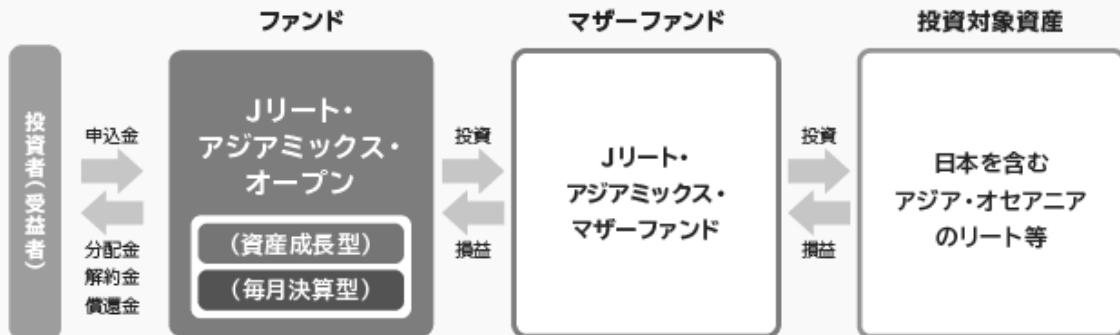 ファンド
マザーファンド
投資対象資産
投資者(受益者)
申込金
分配金
解約金
償還金
Jリート・
アジアミックス・
オープン
(資産成長型)
(毎月決算型)
投資
損益
Jリート・
アジアミックス・
マザーファンド
投資
損益
日本を含む
アジア・オセアニア
のリート等